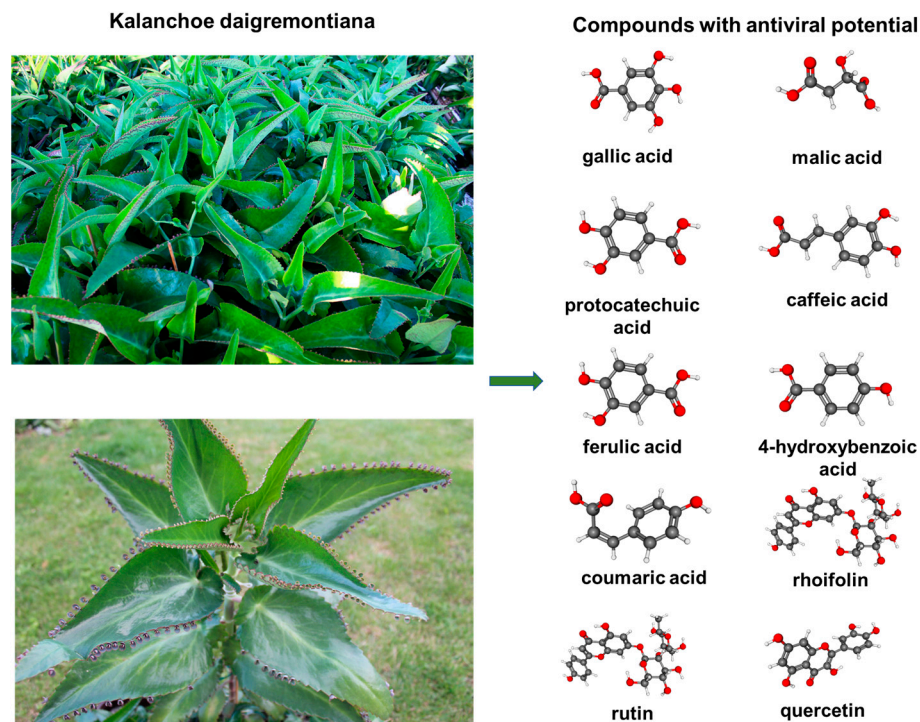 Kalanchoe daigremontiana
Compounds with antiviral potential
gallic acid
malic acid
protocatechuic
acid
caffeic acid
ferulic acid
4-hydroxybenzoic
acid
coumaric acid
rhoifolin
rutin
quercetin